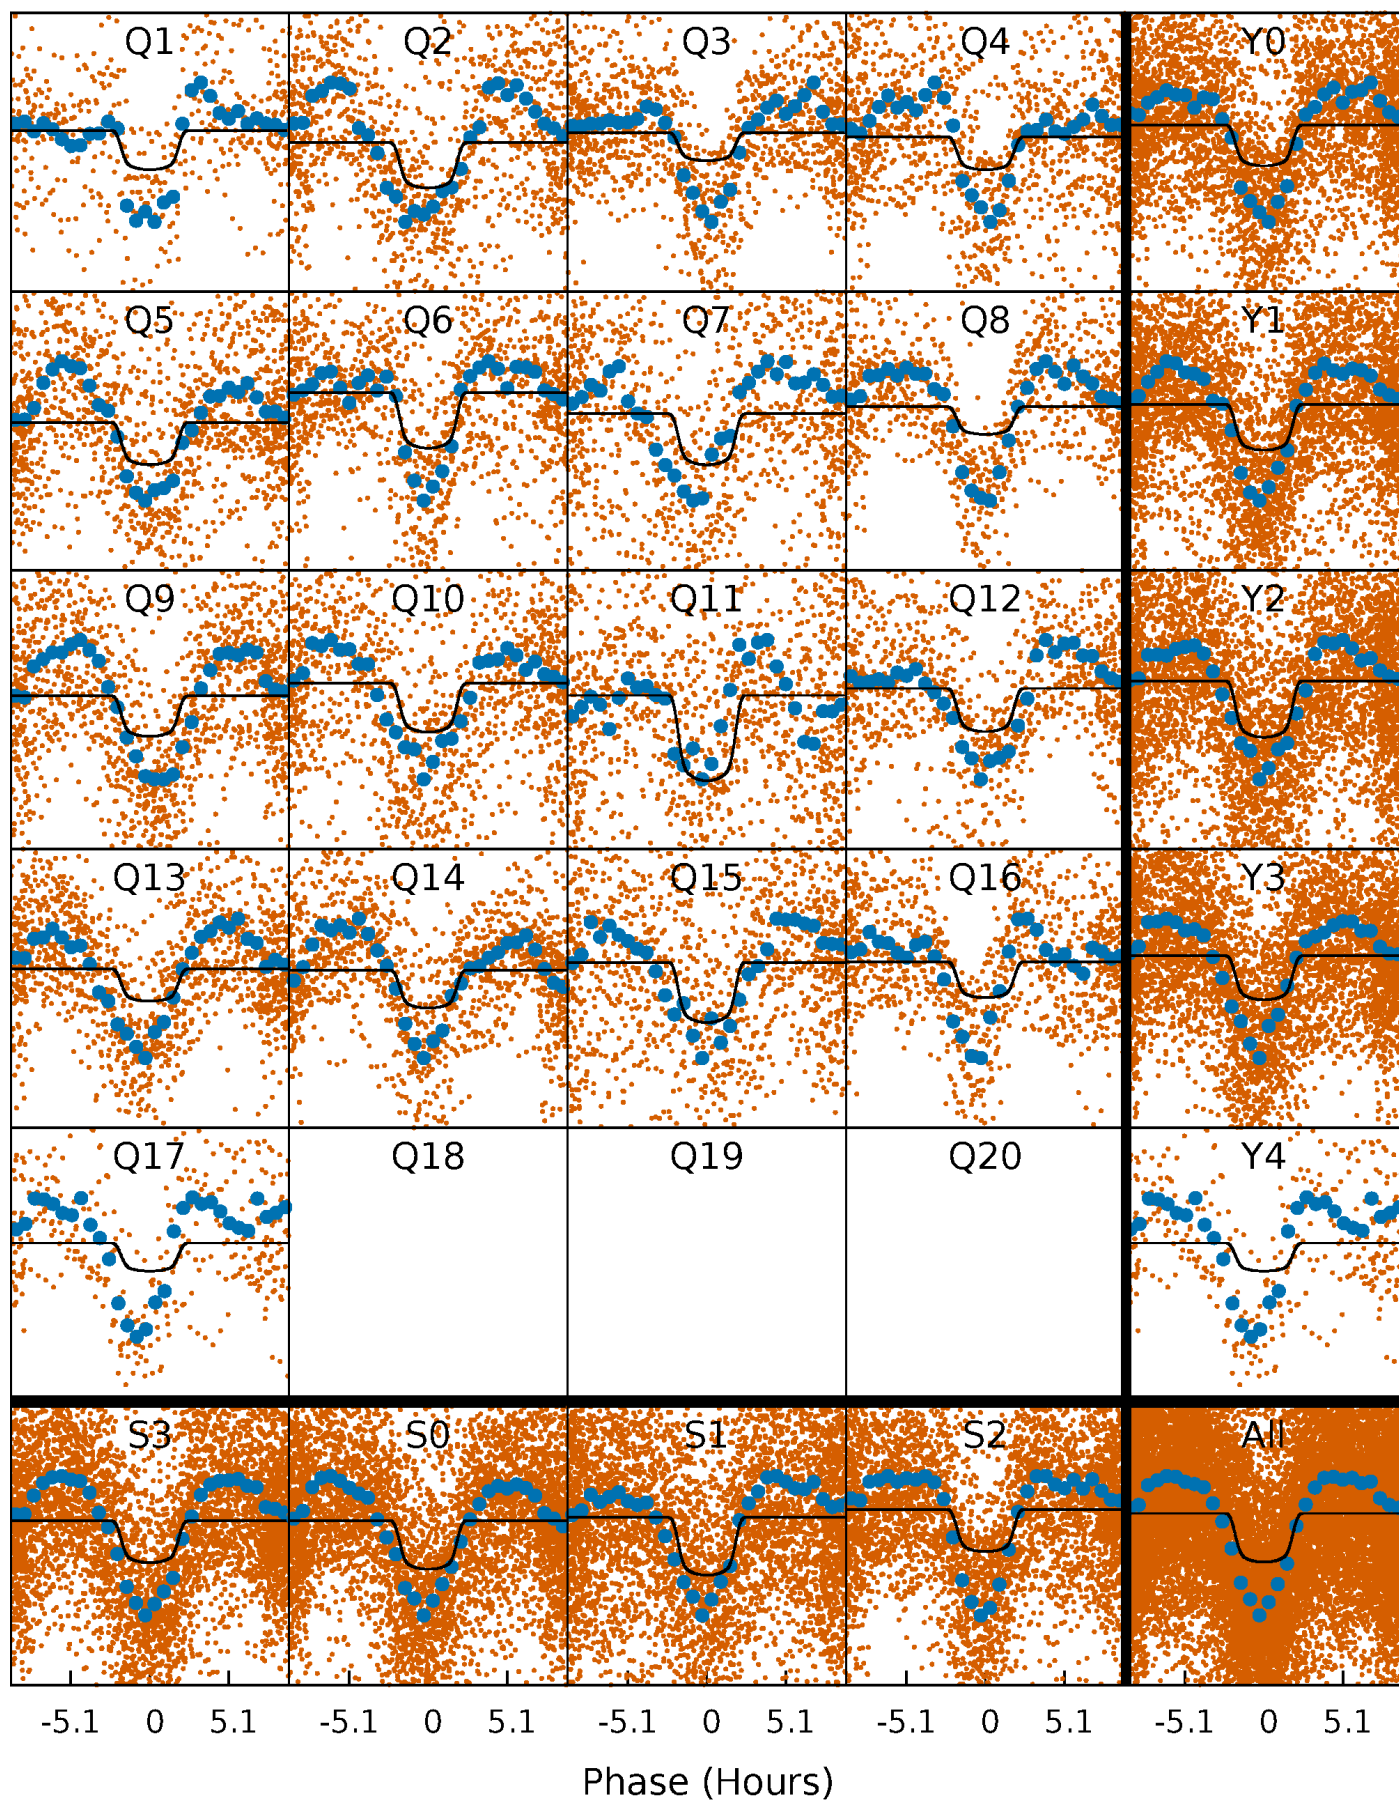 Q1 Q2 Q3 Q4 Y0
Q5 Q6 Q7 Q8 Y1
Q9 Q10 Q11 Q12 Y2
Q13 Q14 Q15 Q16 Y3
Q17 Q18 Q19 Q20 Y4
S3 S0 S1 S2 All
-5.1 0 5.1 -5.1 0 5.1 -5.1 0 5.1 -5.1 0 5.1 -5.1 0 5.1
Phase (Hours)